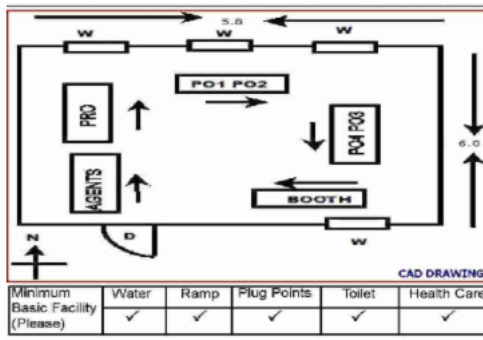 5.0
W W W
PO1 PO2
PRO
PO4 PO3
6.0
AGENTS
BOOTH
D
W
N
CAD DRAWING
Minimum Basic Facility (Please) Water Ramp Plug Points Toilet Health Care
✓ ✓ ✓ ✓ ✓